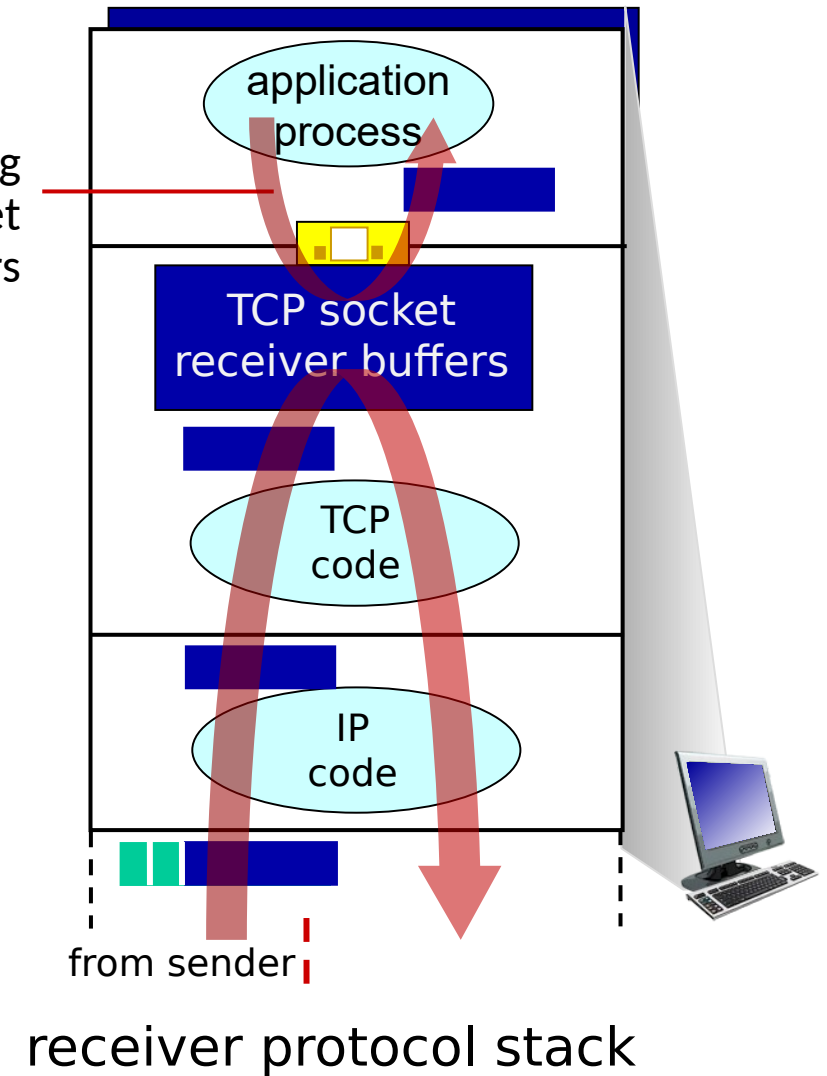 application
process
g
et
rs
TCP socket
receiver buffers
TCP
code
IP
code
from sender
receiver protocol stack